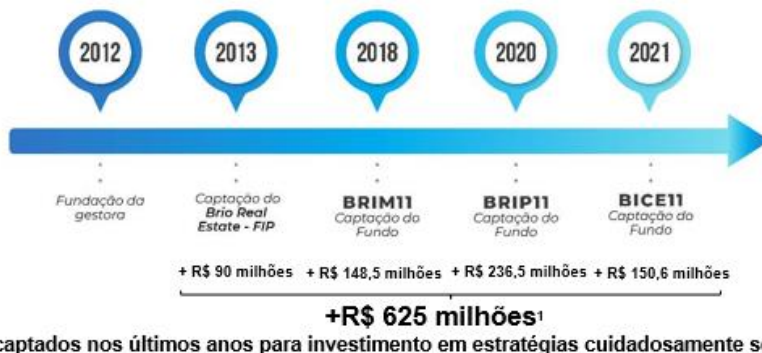 2012 2013 2018 2020 2021
Fundação da gestora
Captação do Brio Real Estate - FIP
BRIM11
Captação do Fundo
BRIP11
Captação do Fundo
BICE11
Captação do Fundo
+ R$ 90 milhões + R$ 148,5 milhões + R$ 236,5 milhões + R$ 150,6 milhões
+R$ 625 milhões¹
captados nos últimos anos para investimento em estratégias cuidadosamente